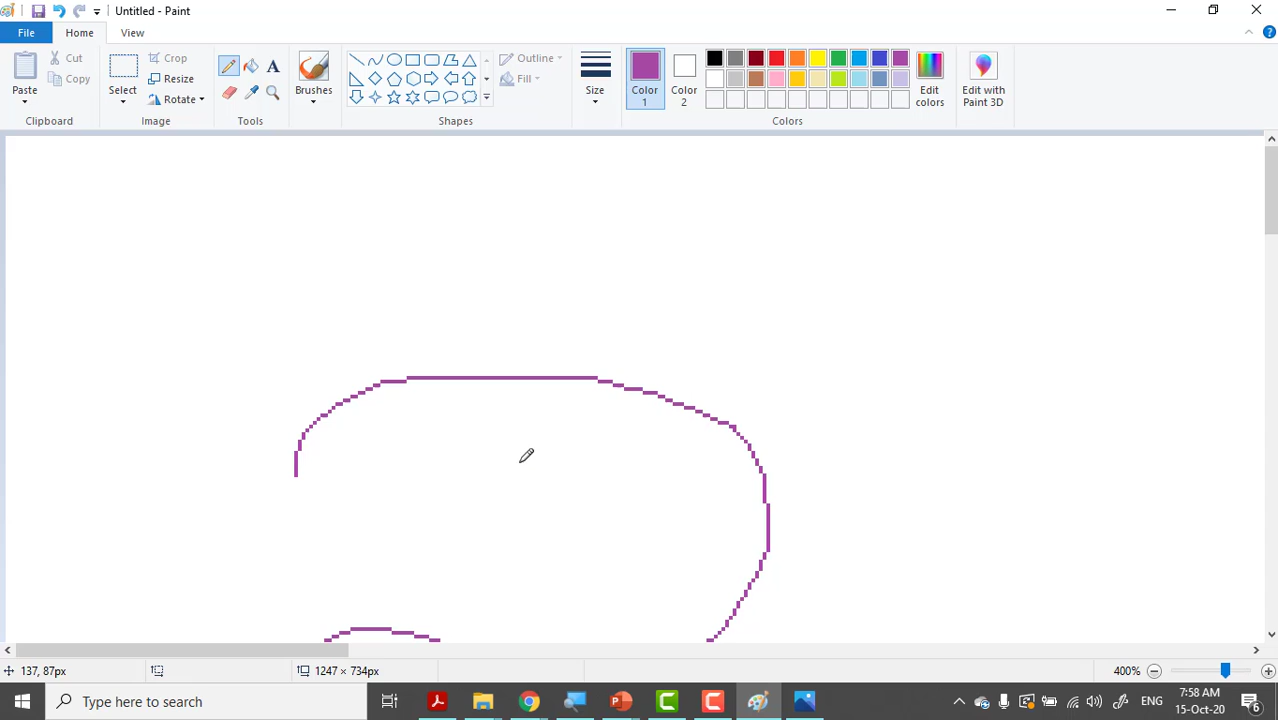 Untitled - Paint
File Home View
Paste
Cut
Copy
Clipboard
Select
Crop
Resize
Rotate
Image
A
Tools
Brushes
Shapes
Outline
Fill
Size
Color 1
Color 2
Edit colors
Colors
Edit with Paint 3D
137, 87px
1247 × 734px
400%
Type here to search
ENG
7:58 AM
15-Oct-20
6